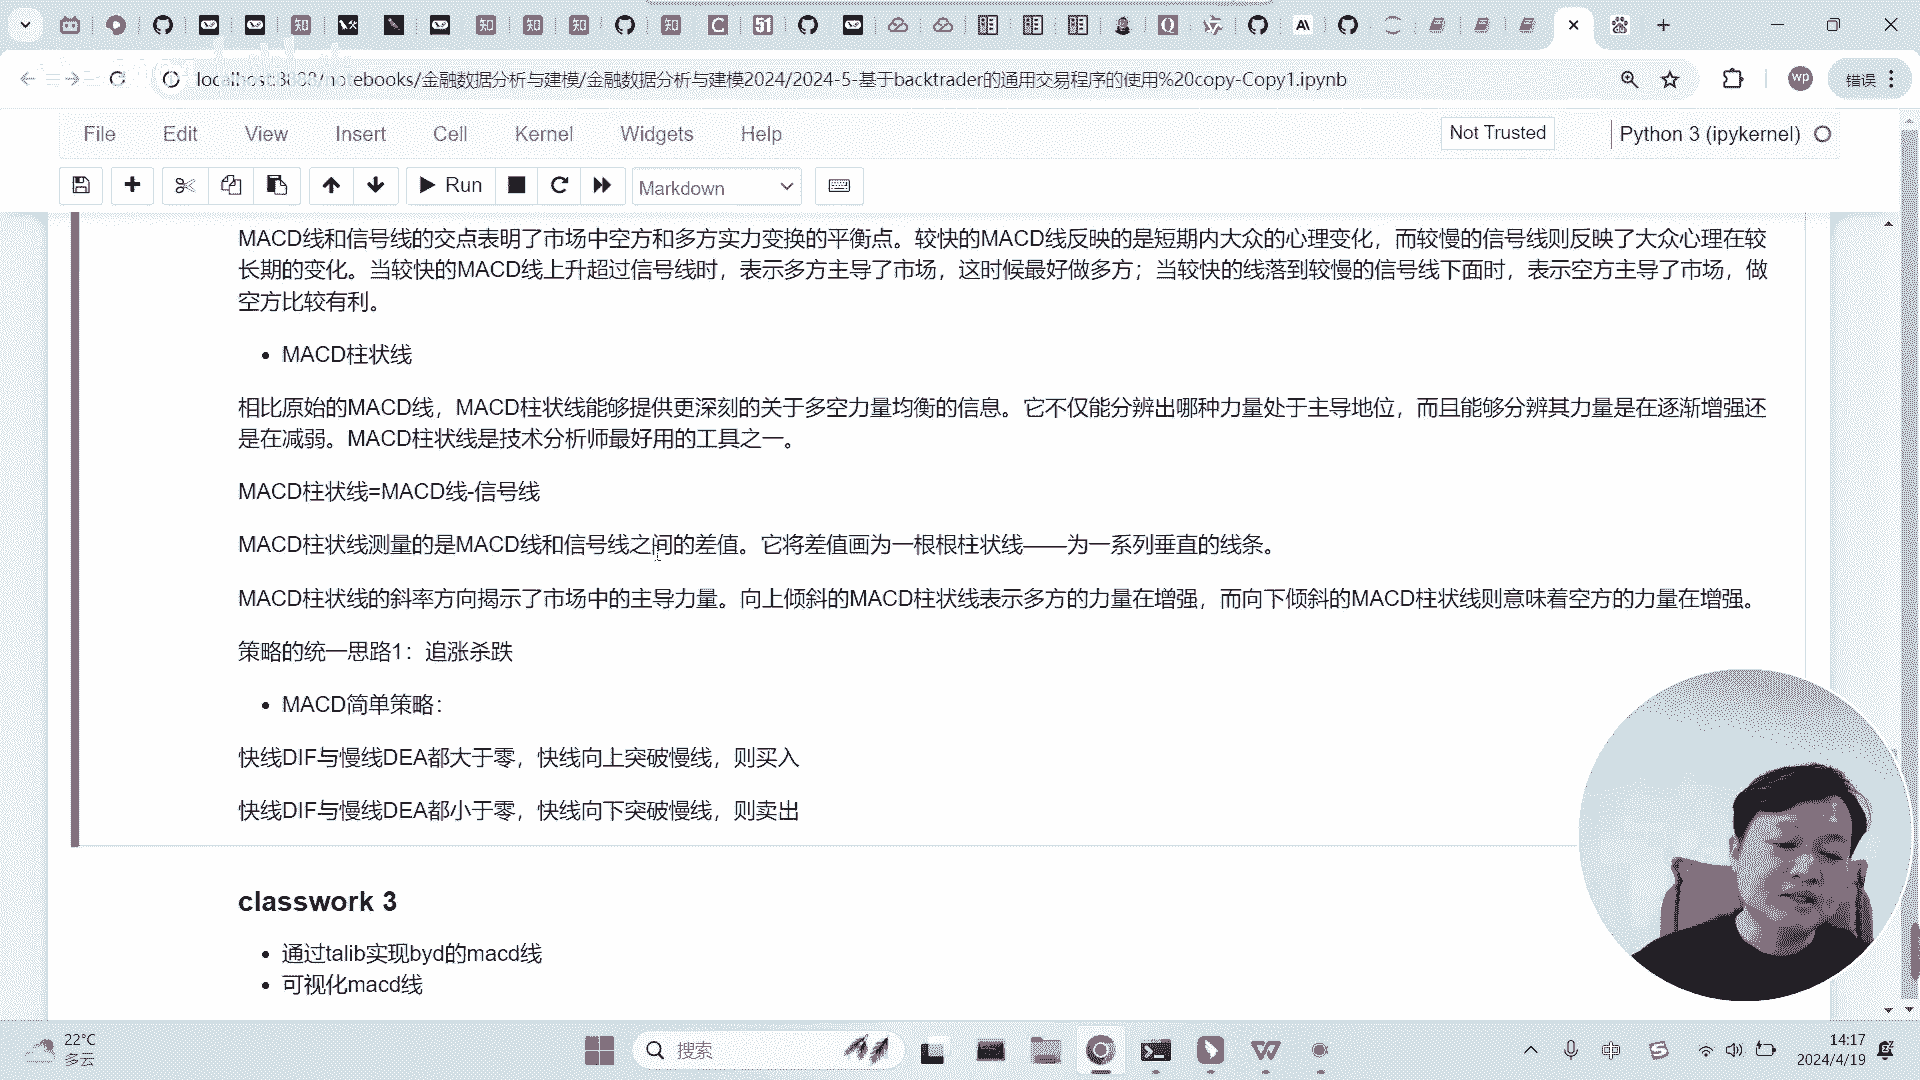 localhost:8888/notebooks/金融数据分析与建模/金融数据分析与建模2024/2024-5-基于backtrader的通用交易程序的使用%20copy-Copy1.ipynb
wp
错误
File Edit View Insert Cell Kernel Widgets Help
Not Trusted
Python 3 (ipykernel)
Run
Markdown
MACD线和信号线的交点表明了市场中空方和多方实力变换的平衡点。较快的MACD线反映的是短期内大众的心理变化，而较慢的信号线则反映了大众心理在较
长期的变化。当较快的MACD线上升超过信号线时，表示多方主导了市场，这时候最好做多方；当较快的线落到较慢的信号线下面时，表示空方主导了市场，做
空方比较有利。
• MACD柱状线
相比原始的MACD线，MACD柱状线能够提供更深刻的关于多空力量均衡的信息。它不仅能分辨出哪种力量处于主导地位，而且能够分辨其力量是在逐渐增强还
是在减弱。MACD柱状线是技术分析师最好用的工具之一。
MACD柱状线=MACD线-信号线
MACD柱状线测量的是MACD线和信号线之间的差值。它将差值画为一根根柱状线——为一系列垂直的线条。
MACD柱状线的斜率方向揭示了市场中的主导力量。向上倾斜的MACD柱状线表示多方的力量在增强，而向下倾斜的MACD柱状线则意味着空方的力量在增强。
策略的统一思路1：追涨杀跌
• MACD简单策略：
快线DIF与慢线DEA都大于零，快线向上突破慢线，则买入
快线DIF与慢线DEA都小于零，快线向下突破慢线，则卖出
classwork 3
• 通过talib实现byd的macd线
• 可视化macd线
22°C
多云
搜索
中
14:17
2024/4/19